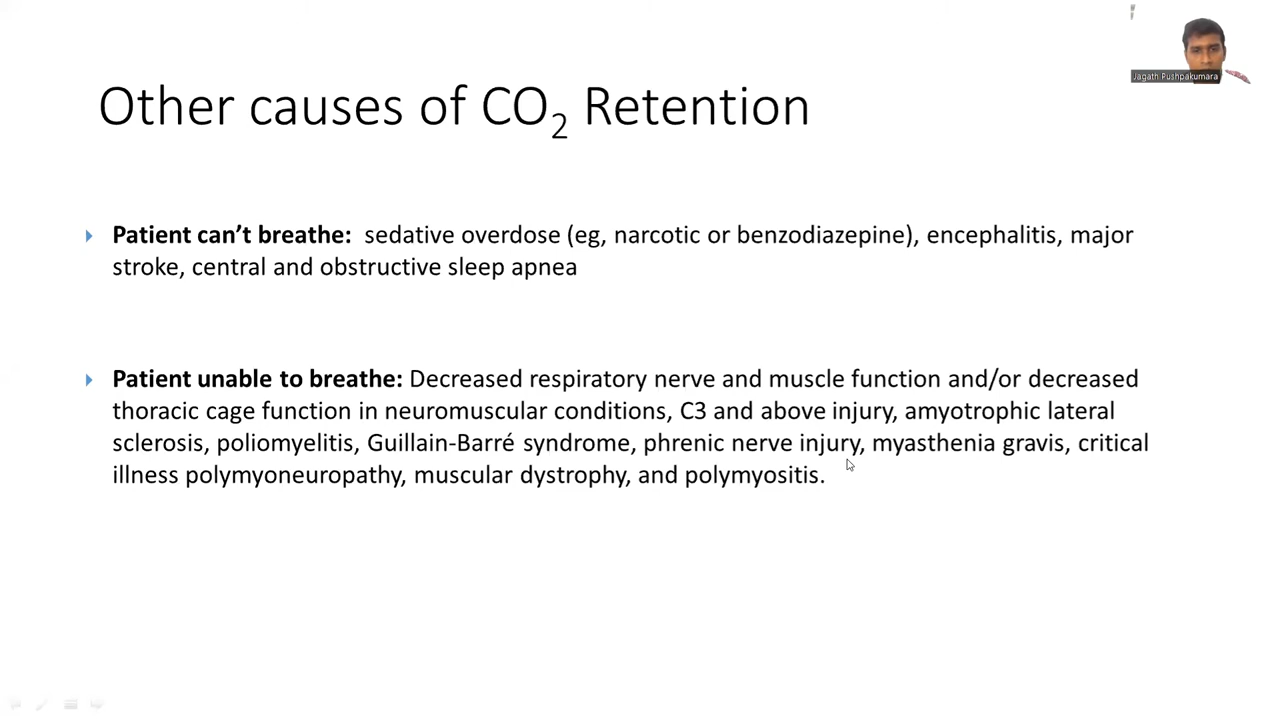 Jagath Pushpakumara
Other causes of CO₂ Retention
Patient can’t breathe: sedative overdose (eg, narcotic or benzodiazepine), encephalitis, major
stroke, central and obstructive sleep apnea
Patient unable to breathe: Decreased respiratory nerve and muscle function and/or decreased
thoracic cage function in neuromuscular conditions, C3 and above injury, amyotrophic lateral
sclerosis, poliomyelitis, Guillain-Barré syndrome, phrenic nerve injury, myasthenia gravis, critical
illness polymyoneuropathy, muscular dystrophy, and polymyositis.